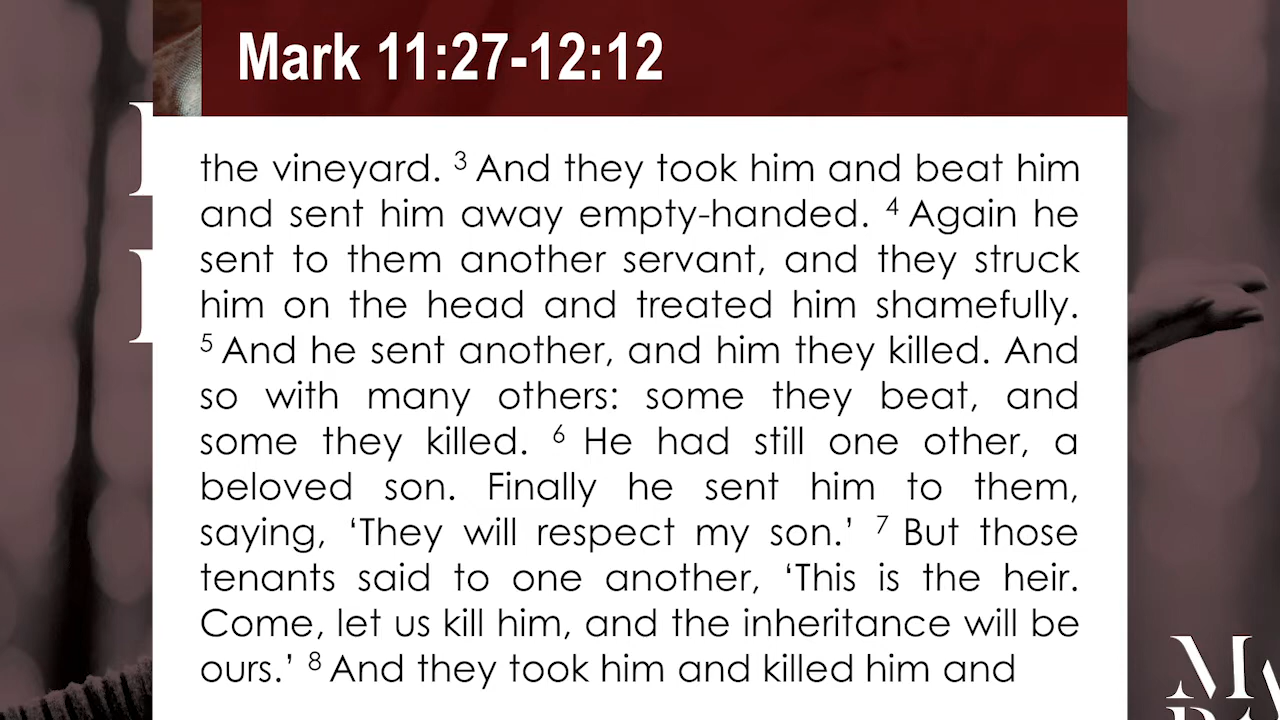 Mark 11:27-12:12
the vineyard. 3 And they took him and beat him
and sent him away empty-handed. 4 Again he
sent to them another servant, and they struck
him on the head and treated him shamefully.
5 And he sent another, and him they killed. And
so with many others: some they beat, and
some they killed. 6 He had still one other, a
beloved son. Finally he sent him to them,
saying, ‘They will respect my son.’ 7 But those
tenants said to one another, ‘This is the heir.
Come, let us kill him, and the inheritance will be
ours.’ 8 And they took him and killed him and